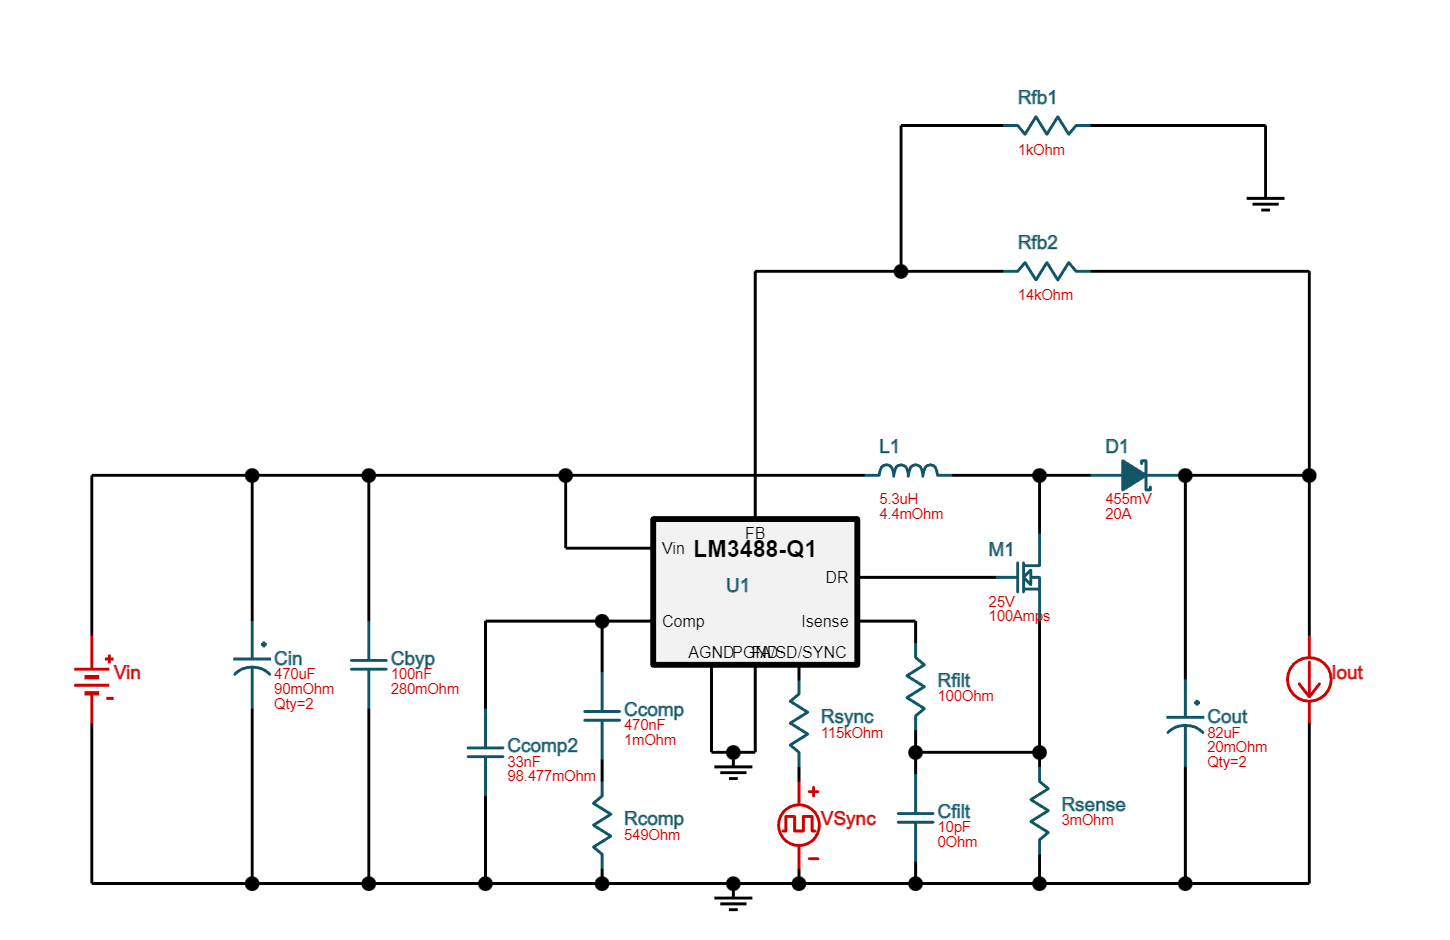 Rfb1
1kOhm
Rfb2
14kOhm
L1
5.3uH
4.4mOhm
D1
455mV
20A
FB
Vin
LM3488-Q1
U1
DR
Comp
Isense
AGND
PGND
FA/SD/SYNC
M1
25V
100Amps
Vin
Cin
470uF
90mOhm
Qty=2
Cbyp
100nF
280mOhm
Ccomp
470nF
1mOhm
Ccomp2
33nF
98.477mOhm
Rcomp
549Ohm
Rsync
115kOhm
VSync
Rfilt
100Ohm
Cfilt
10pF
0Ohm
Rsense
3mOhm
Cout
82uF
20mOhm
Qty=2
Iout